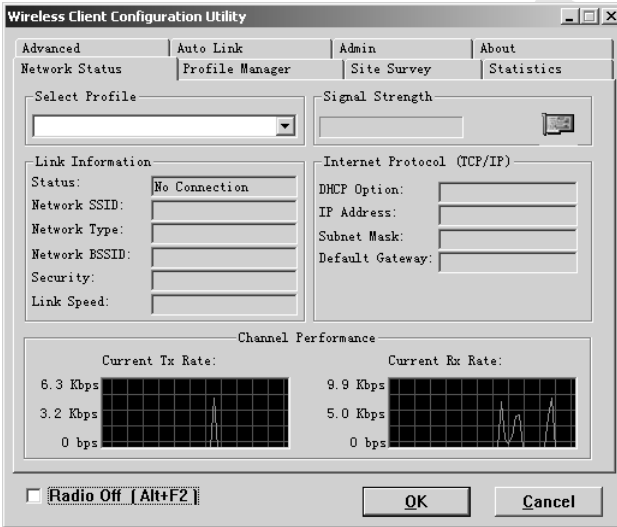 Wireless Client Configuration Utility
Advanced Auto Link Admin About
Network Status Profile Manager Site Survey Statistics
Select Profile
Signal Strength
Link Information
Status: No Connection
Network SSID:
Network Type:
Network BSSID:
Security:
Link Speed:
Internet Protocol (TCP/IP)
DHCP Option:
IP Address:
Subnet Mask:
Default Gateway:
Channel Performance
Current Tx Rate:
6.3 Kbps
3.2 Kbps
0 bps
Current Rx Rate:
9.9 Kbps
5.0 Kbps
0 bps
Radio Off (Alt+F2)
OK Cancel